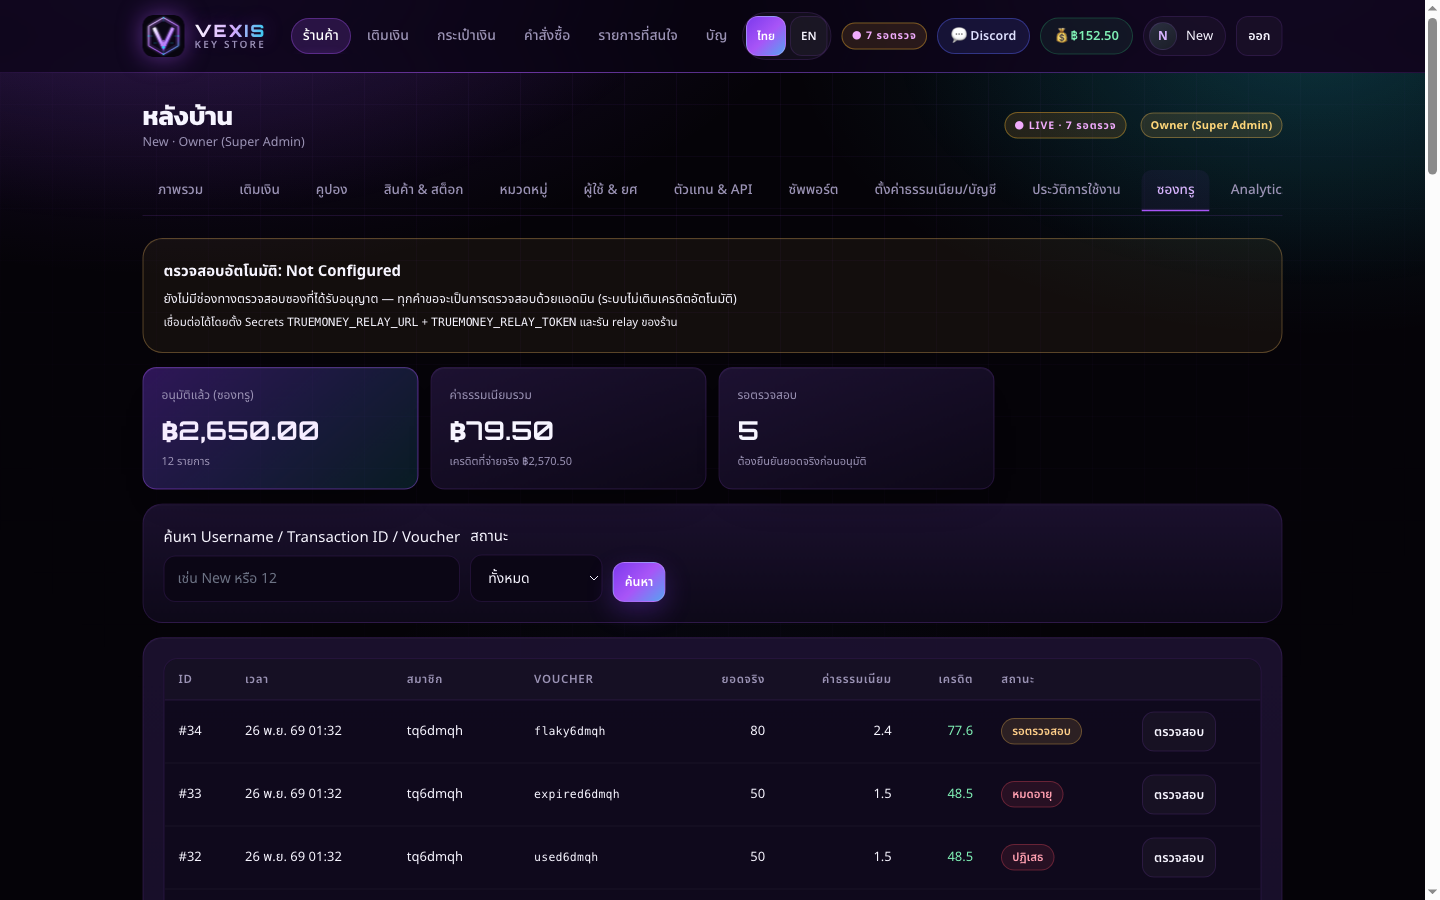 VEXIS
KEY STORE
ร้านค้า เติมเงิน กระเป๋าเงิน คำสั่งซื้อ รายการที่สนใจ บัญ ไทย EN 7 รอตรวจ 💬 Discord 💰 ฿152.50 N New ออก
หลังบ้าน
New · Owner (Super Admin)
LIVE · 7 รอตรวจ Owner (Super Admin)
ภาพรวม เติมเงิน คูปอง สินค้า & สต็อก หมวดหมู่ ผู้ใช้ & ยศ ตัวแทน & API ซัพพอร์ต ตั้งค่าธรรมเนียม/บัญชี ประวัติการใช้งาน ซองทรู Analytic
ตรวจสอบอัตโนมัติ: Not Configured
ยังไม่มีช่องทางตรวจสอบซองที่ได้รับอนุญาต — ทุกคำขอจะเป็นการตรวจสอบด้วยแอดมิน (ระบบไม่เติมเครดิตอัตโนมัติ)
เชื่อมต่อได้โดยตั้ง Secrets TRUEMONEY_RELAY_URL + TRUEMONEY_RELAY_TOKEN และรัน relay ของร้าน
อนุมัติแล้ว (ซองทรู) ค่าธรรมเนียมรวม รอตรวจสอบ
฿2,650.00 ฿79.50 5
12 รายการ เครดิตที่จ่ายจริง ฿2,570.50 ต้องยืนยันยอดจริงก่อนอนุมัติ
ค้นหา Username / Transaction ID / Voucher สถานะ
เช่น New หรือ 12 ทั้งหมด ค้นหา
ID เวลา สมาชิก VOUCHER ยอดจริง ค่าธรรมเนียม เครดิต สถานะ
#34 26 พ.ย. 69 01:32 tq6dmqh flaky6dmqh 80 2.4 77.6 รอตรวจสอบ ตรวจสอบ
#33 26 พ.ย. 69 01:32 tq6dmqh expired6dmqh 50 1.5 48.5 หมดอายุ ตรวจสอบ
#32 26 พ.ย. 69 01:32 tq6dmqh used6dmqh 50 1.5 48.5 ปฏิเสธ ตรวจสอบ